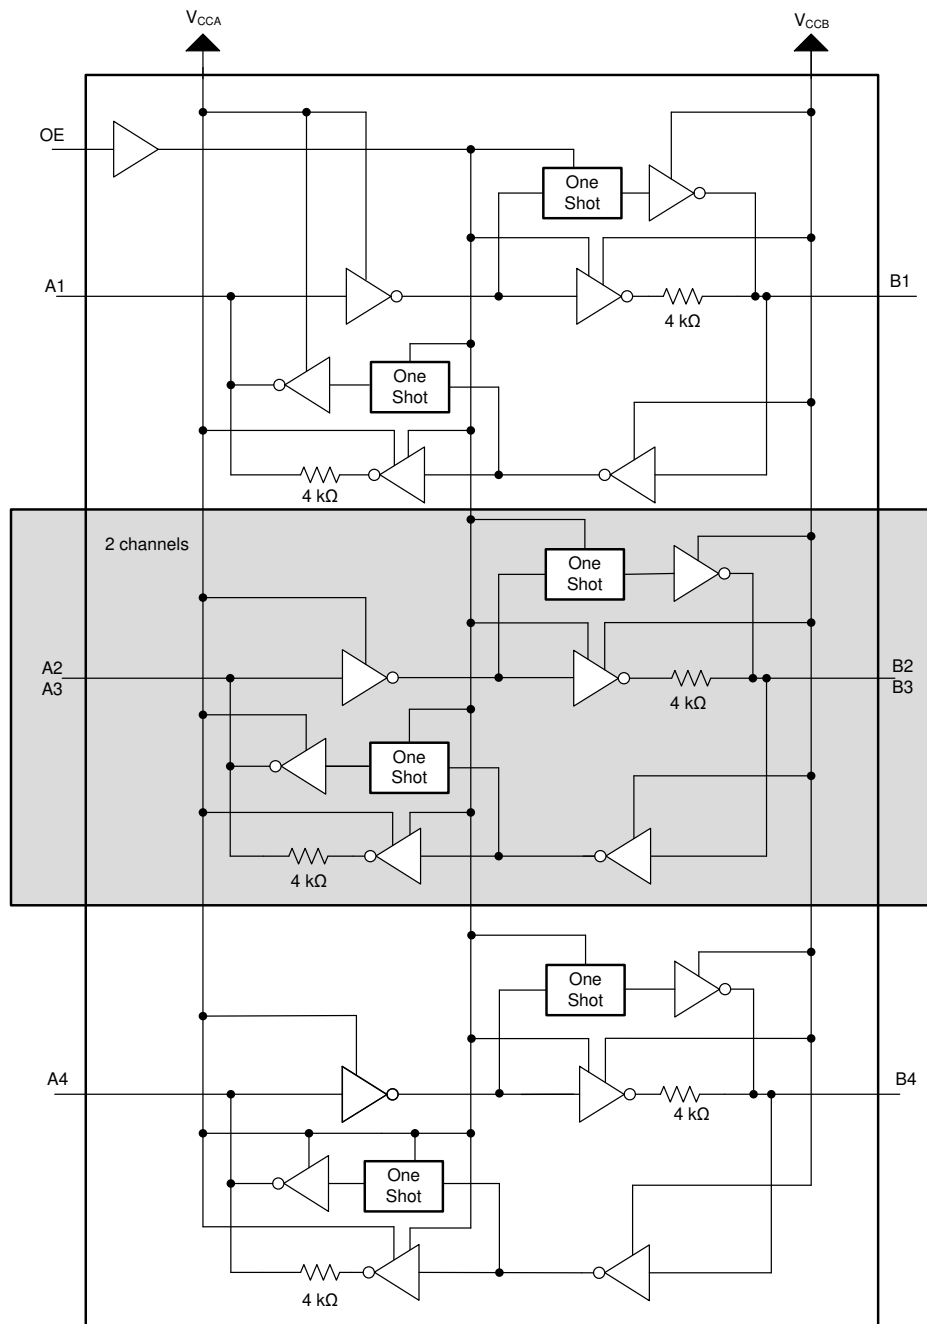 VCCA
VCCB
OE
One
Shot
A1
B1
4 kΩ
One
Shot
4 kΩ
2 channels
One
Shot
A2
A3
B2
B3
4 kΩ
One
Shot
4 kΩ
One
Shot
A4
B4
4 kΩ
One
Shot
4 kΩ